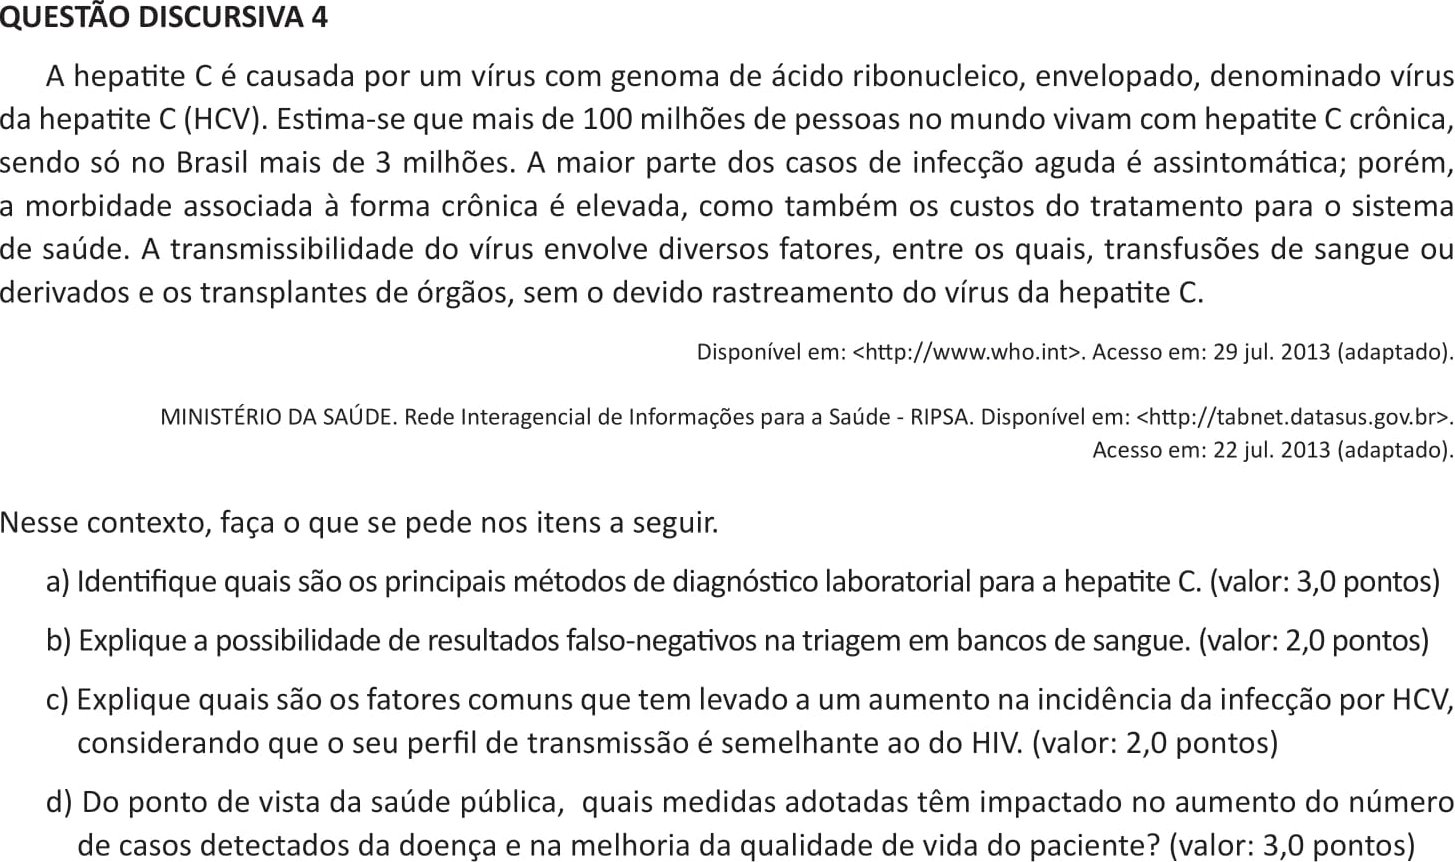 QUESTÃO DISCURSIVA 4
A hepatite C é causada por um vírus com genoma de ácido ribonucleico, envelopado, denominado vírus
da hepatite C (HCV). Estima-se que mais de 100 milhões de pessoas no mundo vivam com hepatite C crônica,
sendo só no Brasil mais de 3 milhões. A maior parte dos casos de infecção aguda é assintomática; porém,
a morbidade associada à forma crônica é elevada, como também os custos do tratamento para o sistema
de saúde. A transmissibilidade do vírus envolve diversos fatores, entre os quais, transfusões de sangue ou
derivados e os transplantes de órgãos, sem o devido rastreamento do vírus da hepatite C.
Disponível em: <http://www.who.int>. Acesso em: 29 jul. 2013 (adaptado).
MINISTÉRIO DA SAÚDE. Rede Interagencial de Informações para a Saúde - RIPSA. Disponível em: <http://tabnet.datasus.gov.br>.
Acesso em: 22 jul. 2013 (adaptado).
Nesse contexto, faça o que se pede nos itens a seguir.
a) Identifique quais são os principais métodos de diagnóstico laboratorial para a hepatite C. (valor: 3,0 pontos)
b) Explique a possibilidade de resultados falso-negativos na triagem em bancos de sangue. (valor: 2,0 pontos)
c) Explique quais são os fatores comuns que tem levado a um aumento na incidência da infecção por HCV,
considerando que o seu perfil de transmissão é semelhante ao do HIV. (valor: 2,0 pontos)
d) Do ponto de vista da saúde pública, quais medidas adotadas têm impactado no aumento do número
de casos detectados da doença e na melhoria da qualidade de vida do paciente? (valor: 3,0 pontos)